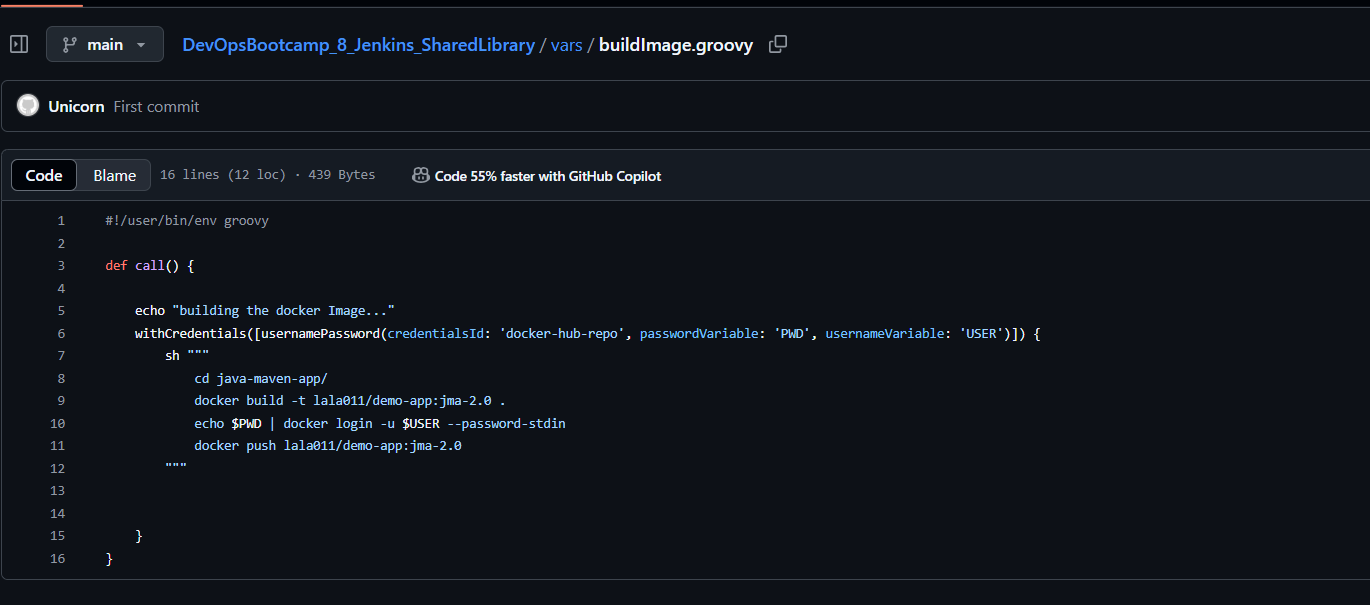 main
DevOpsBootcamp_8_Jenkins_SharedLibrary / vars / buildImage.groovy
Unicorn First commit
Code Blame 16 lines (12 loc) · 439 Bytes Code 55% faster with GitHub Copilot
1 #!/user/bin/env groovy
2
3 def call() {
4
5 echo "building the docker Image..."
6 withCredentials([usernamePassword(credentialsId: 'docker-hub-repo', passwordVariable: 'PWD', usernameVariable: 'USER')]) {
7 sh """
8 cd java-maven-app/
9 docker build -t lala011/demo-app:jma-2.0 .
10 echo $PWD | docker login -u $USER --password-stdin
11 docker push lala011/demo-app:jma-2.0
12 """
13
14
15 }
16 }